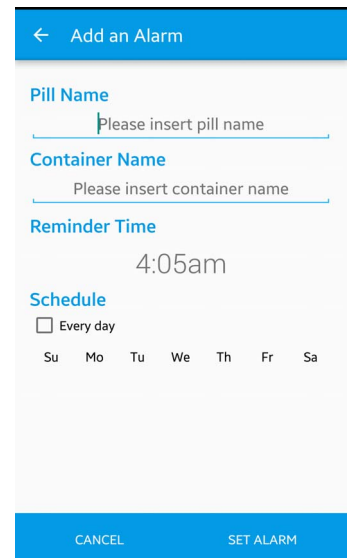 Add an Alarm
Pill Name
Please insert pill name
Container Name
Please insert container name
Reminder Time
4:05am
Schedule
Every day
Su Mo Tu We Th Fr Sa
CANCEL SET ALARM